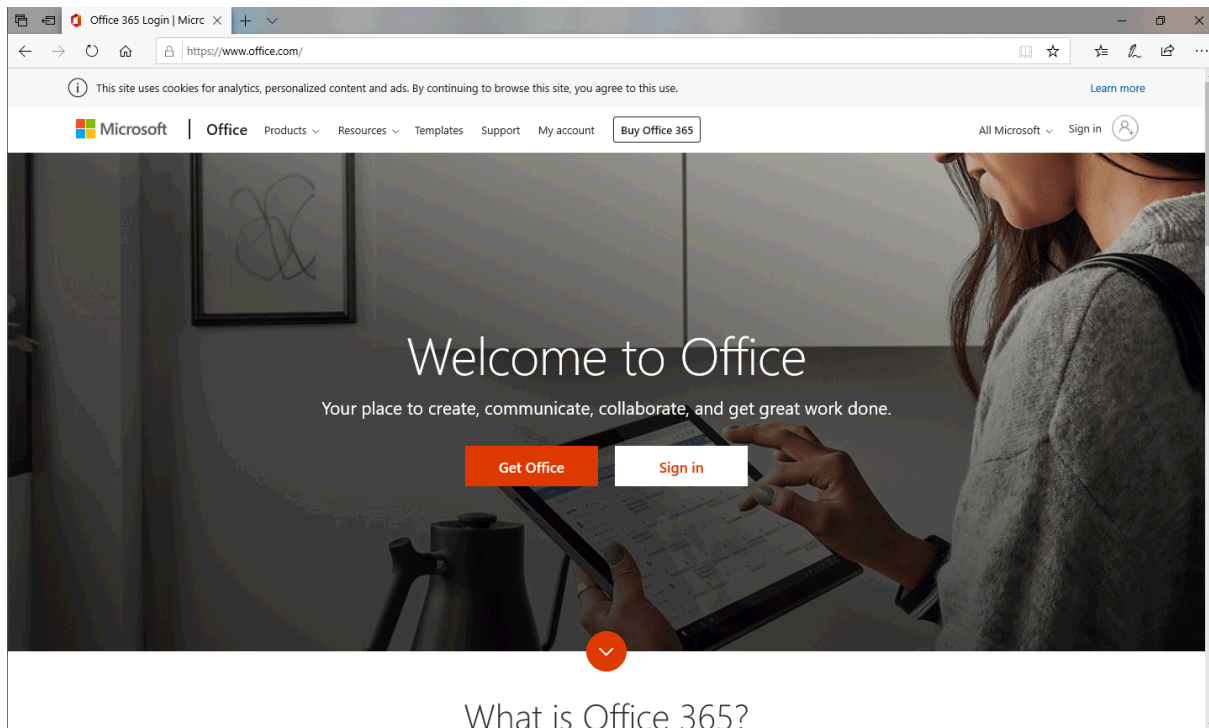 Office 365 Login | Micrc
https://www.office.com/
This site uses cookies for analytics, personalized content and ads. By continuing to browse this site, you agree to this use. Learn more
Microsoft | Office Products Resources Templates Support My account Buy Office 365 All Microsoft Sign in
Welcome to Office
Your place to create, communicate, collaborate, and get great work done.
Get Office Sign in
What is Office 365?